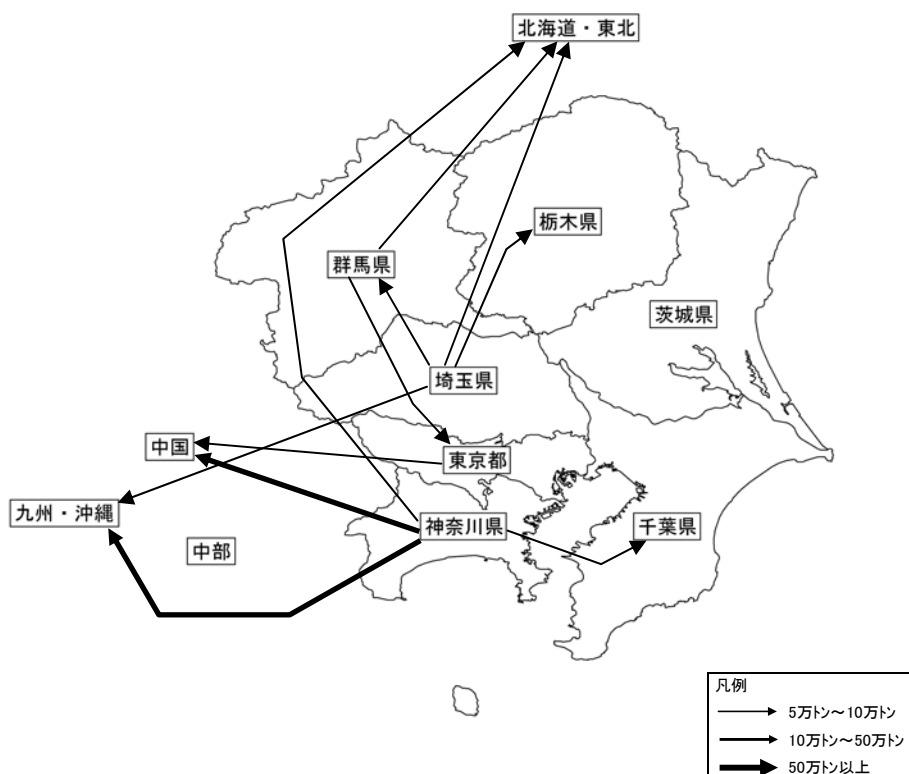 北海道・東北
栃木県
群馬県
茨城県
埼玉県
中国
東京都
九州・沖縄
神奈川県
千葉県
中部
凡例
5万トン～10万トン
10万トン～50万トン
50万トン以上